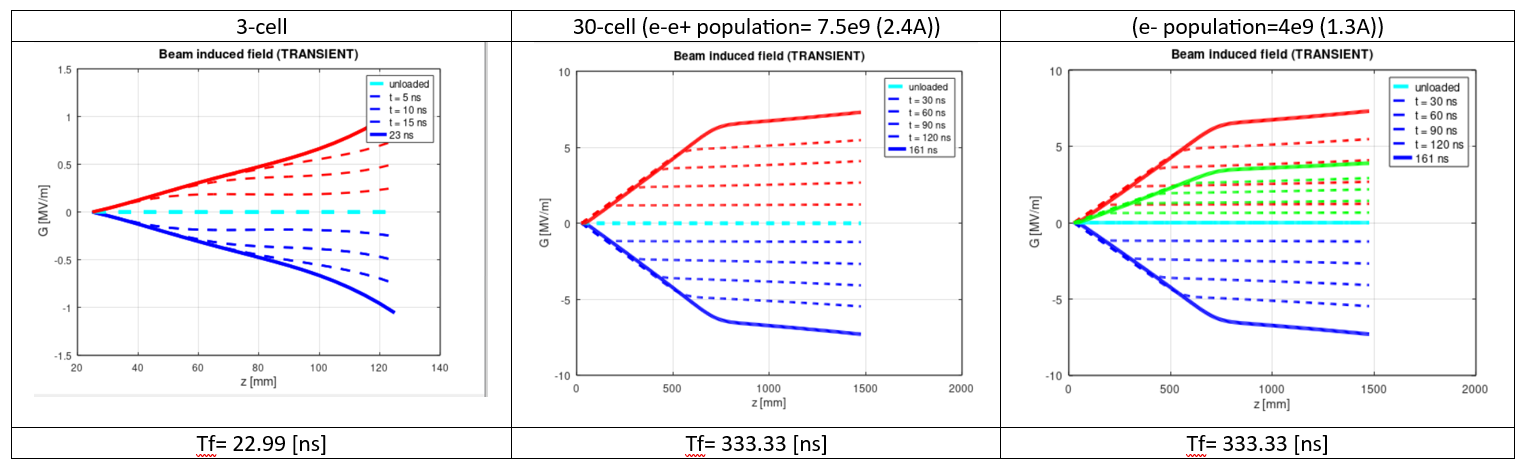 3-cell
30-cell (e-e+ population= 7.5e9 (2.4A))
(e- population=4e9 (1.3A))
Beam induced field (TRANSIENT)
1.5
1
0.5
0
-0.5
-1
-1.5
G [MV/m]
20
40
60
80
100
120
140
z [mm]
unloaded
t = 5 ns
t = 10 ns
t = 15 ns
23 ns
Beam induced field (TRANSIENT)
10
5
0
-5
-10
G [MV/m]
0
500
1000
1500
2000
z [mm]
unloaded
t = 30 ns
t = 60 ns
t = 90 ns
t = 120 ns
161 ns
Beam induced field (TRANSIENT)
10
5
0
-5
-10
G [MV/m]
0
500
1000
1500
2000
z [mm]
unloaded
t = 30 ns
t = 60 ns
t = 90 ns
t = 120 ns
161 ns
Tf= 22.99 [ns]
Tf= 333.33 [ns]
Tf= 333.33 [ns]